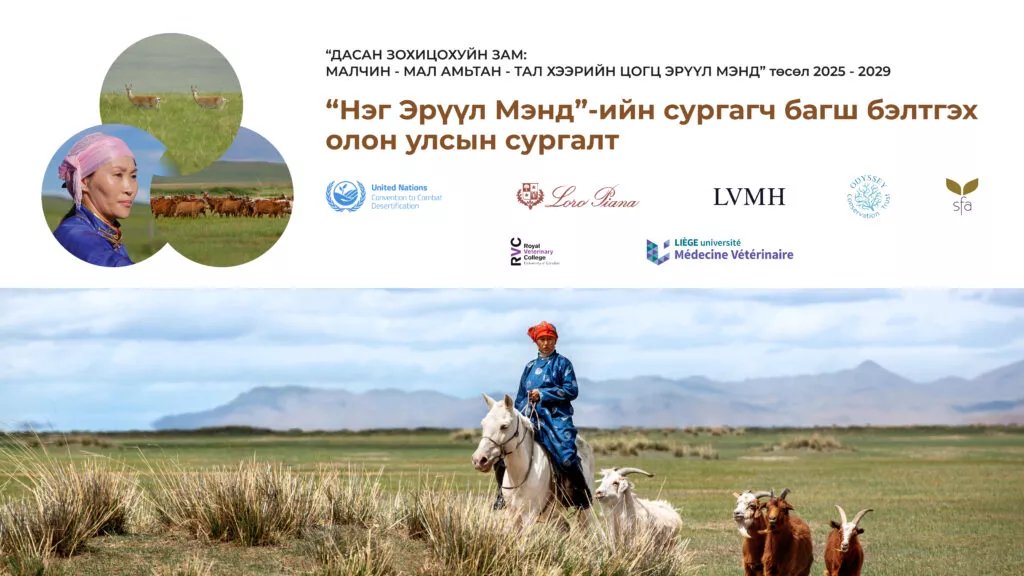 “ДАСАН ЗОХИЦОХУЙН ЗАМ:
МАЛЧИН - МАЛ АМЬТАН - ТАЛ ХЭЭРИЙН ЦОГЦ ЭРҮҮЛ МЭНД” төсөл 2025 - 2029
“Нэг Эрүүл Мэнд”-ийн сургагч багш бэлтгэх
олон улсын сургалт
United Nations
Convention to Combat
Desertification
Loro Piana
LVMH
ODYSSEY
Conservation Trust
sfa
RVC
Royal
Veterinary
College
University of London
LIÈGE université
Médecine Vétérinaire